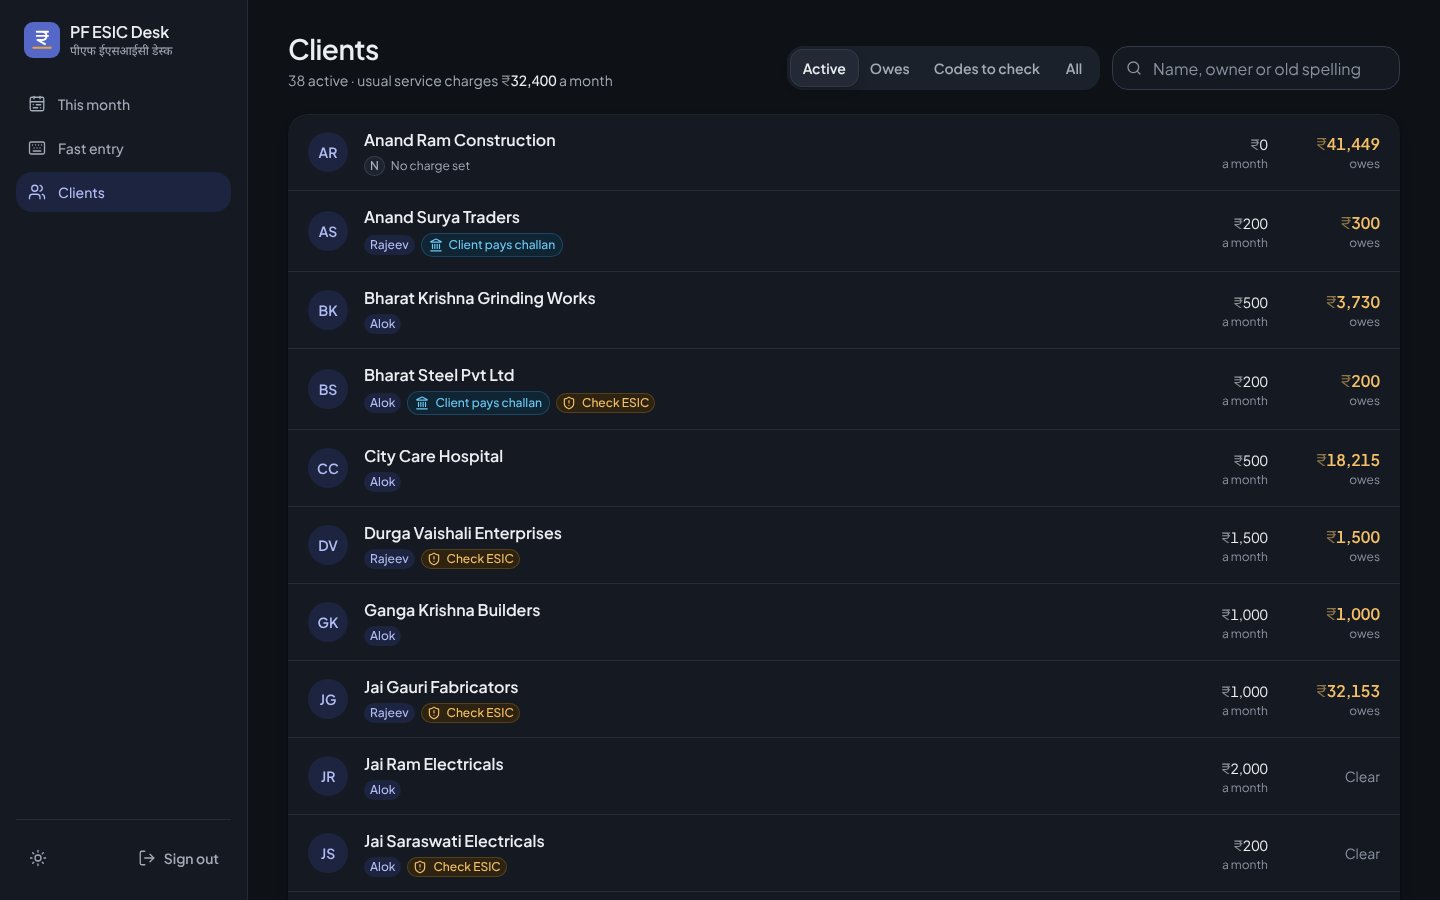 PF ESIC Desk
पीएफ ईएसआईसी डेस्क
This month
Fast entry
Clients
Sign out
Clients
38 active · usual service charges ₹32,400 a month
Active Owes Codes to check All
Name, owner or old spelling
AR Anand Ram Construction
N No charge set
₹0 a month
₹41,449 owes
AS Anand Surya Traders
Rajeev Client pays challan
₹200 a month
₹300 owes
BK Bharat Krishna Grinding Works
Alok
₹500 a month
₹3,730 owes
BS Bharat Steel Pvt Ltd
Alok Client pays challan Check ESIC
₹200 a month
₹200 owes
CC City Care Hospital
Alok
₹500 a month
₹18,215 owes
DV Durga Vaishali Enterprises
Rajeev Check ESIC
₹1,500 a month
₹1,500 owes
GK Ganga Krishna Builders
Alok
₹1,000 a month
₹1,000 owes
JG Jai Gauri Fabricators
Rajeev Check ESIC
₹1,000 a month
₹32,153 owes
JR Jai Ram Electricals
Alok
₹2,000 a month
Clear
JS Jai Saraswati Electricals
Alok Check ESIC
₹200 a month
Clear